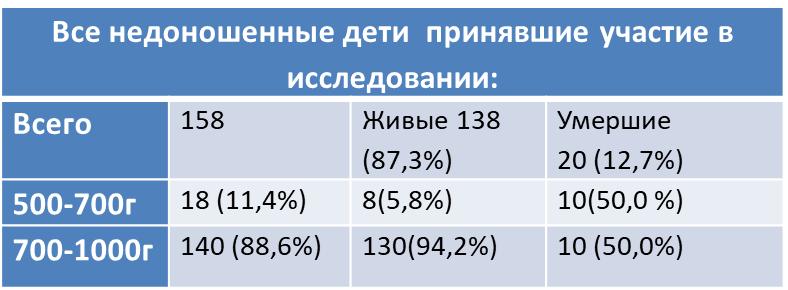 Все недоношенные дети принявшие участие в
исследовании:
Всего 158 Живые 138 Умершие
(87,3%) 20 (12,7%)
500-700г 18 (11,4%) 8(5,8%) 10(50,0 %)
700-1000г 140 (88,6%) 130(94,2%) 10 (50,0%)